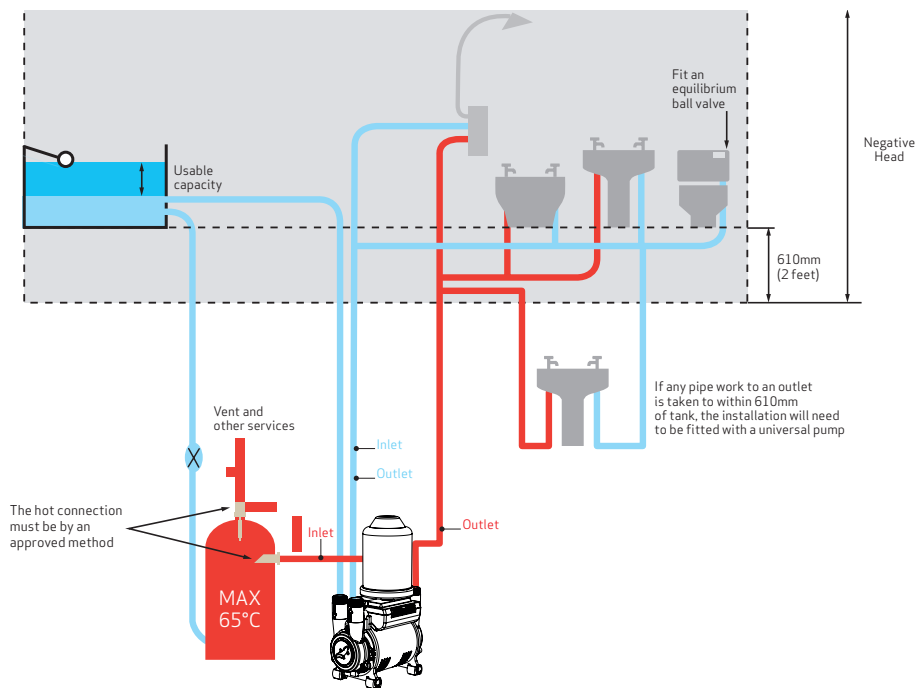 Fit an
equilibrium
ball valve
Negative
Head
Usable
capacity
610mm
(2 feet)
If any pipe work to an outlet
is taken to within 610mm
of tank, the installation will need
to be fitted with a universal pump
Vent and
other services
Inlet
Outlet
The hot connection
must be by an
approved method
Inlet
Outlet
MAX
65°C